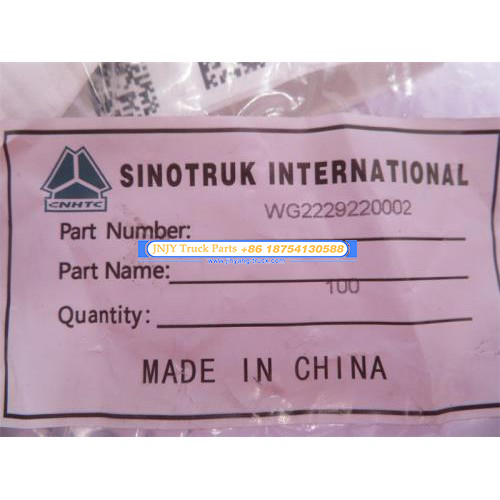 SINOTRUK INTERNATIONAL
CNHTC
WG2229220002
Part Number:
JNJY Truck Parts +86 18754130588
Part Name:
100
Quantity:
MADE IN CHINA